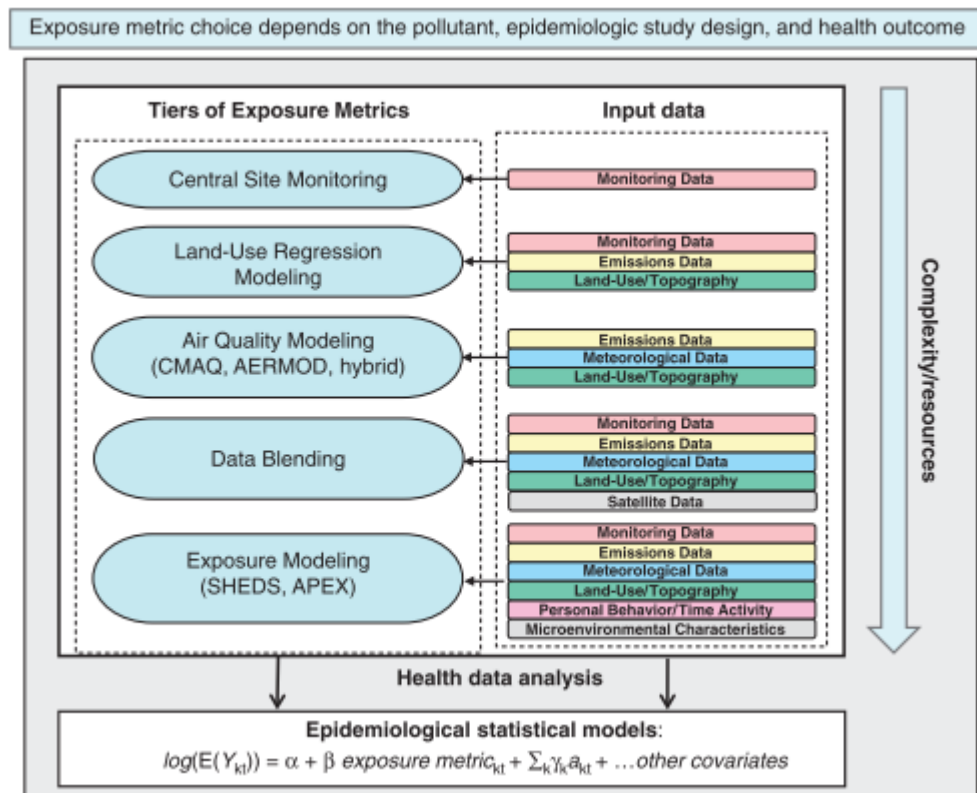 Exposure metric choice depends on the pollutant, epidemiologic study design, and health outcome
Tiers of Exposure Metrics
Input data
Central Site Monitoring
Monitoring Data
Land-Use Regression
Modeling
Monitoring Data
Emissions Data
Land-Use/Topography
Air Quality Modeling
(CMAQ, AERMOD, hybrid)
Emissions Data
Meteorological Data
Land-Use/Topography
Data Blending
Monitoring Data
Emissions Data
Meteorological Data
Land-Use/Topography
Satellite Data
Exposure Modeling
(SHEDS, APEX)
Monitoring Data
Emissions Data
Meteorological Data
Land-Use/Topography
Personal Behavior/Time Activity
Microenvironmental Characteristics
Complexity/resources
Health data analysis
Epidemiological statistical models:
log(E(Yₖₜ)) = α + β exposure metricₖₜ + Σₖγₖaₖₜ + …other covariates